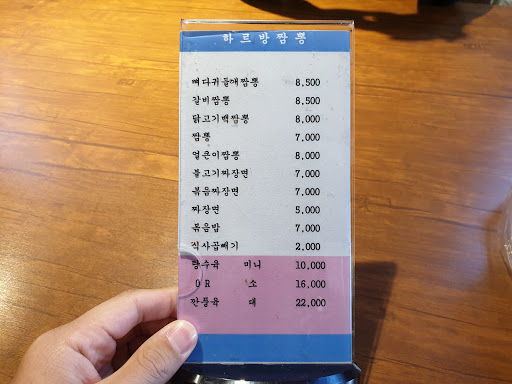 하르방짬뽕
뼈다귀들깨짬뽕 8,500
갈비짬뽕 8,500
닭고기백짬뽕 8,000
짬뽕 7,000
얼큰이짬뽕 8,000
불고기짜장면 7,000
볶음짜장면 7,000
짜장면 5,000
볶음밥 7,000
식사곱빼기 2,000
탕수육 미니 10,000
OR 소 16,000
깐풍육 대 22,000